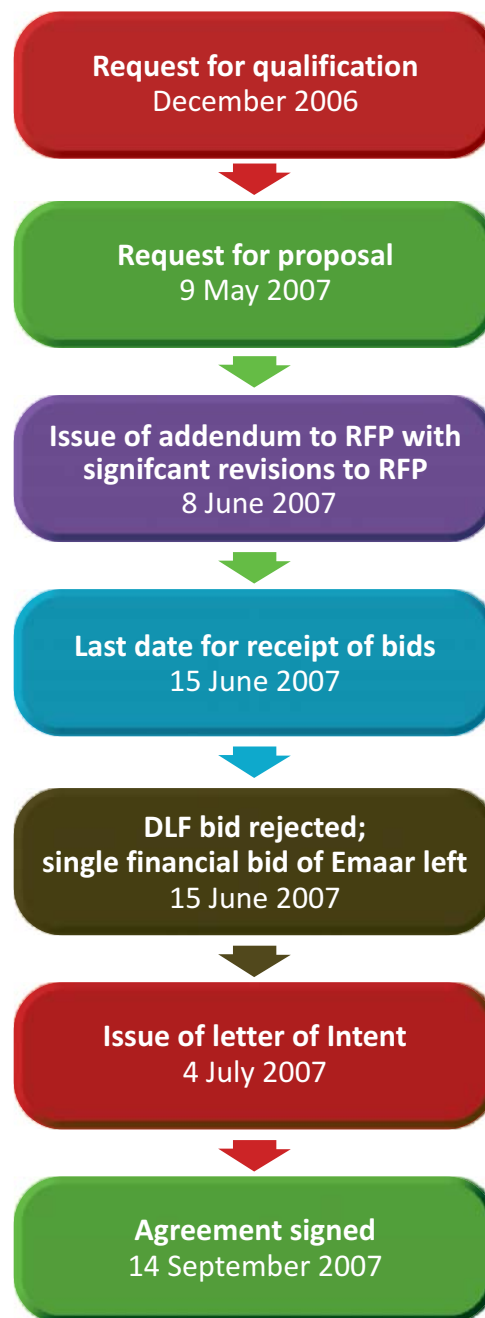 Request for qualification
December 2006
Request for proposal
9 May 2007
Issue of addendum to RFP with
signifcant revisions to RFP
8 June 2007
Last date for receipt of bids
15 June 2007
DLF bid rejected;
single financial bid of Emaar left
15 June 2007
Issue of letter of Intent
4 July 2007
Agreement signed
14 September 2007